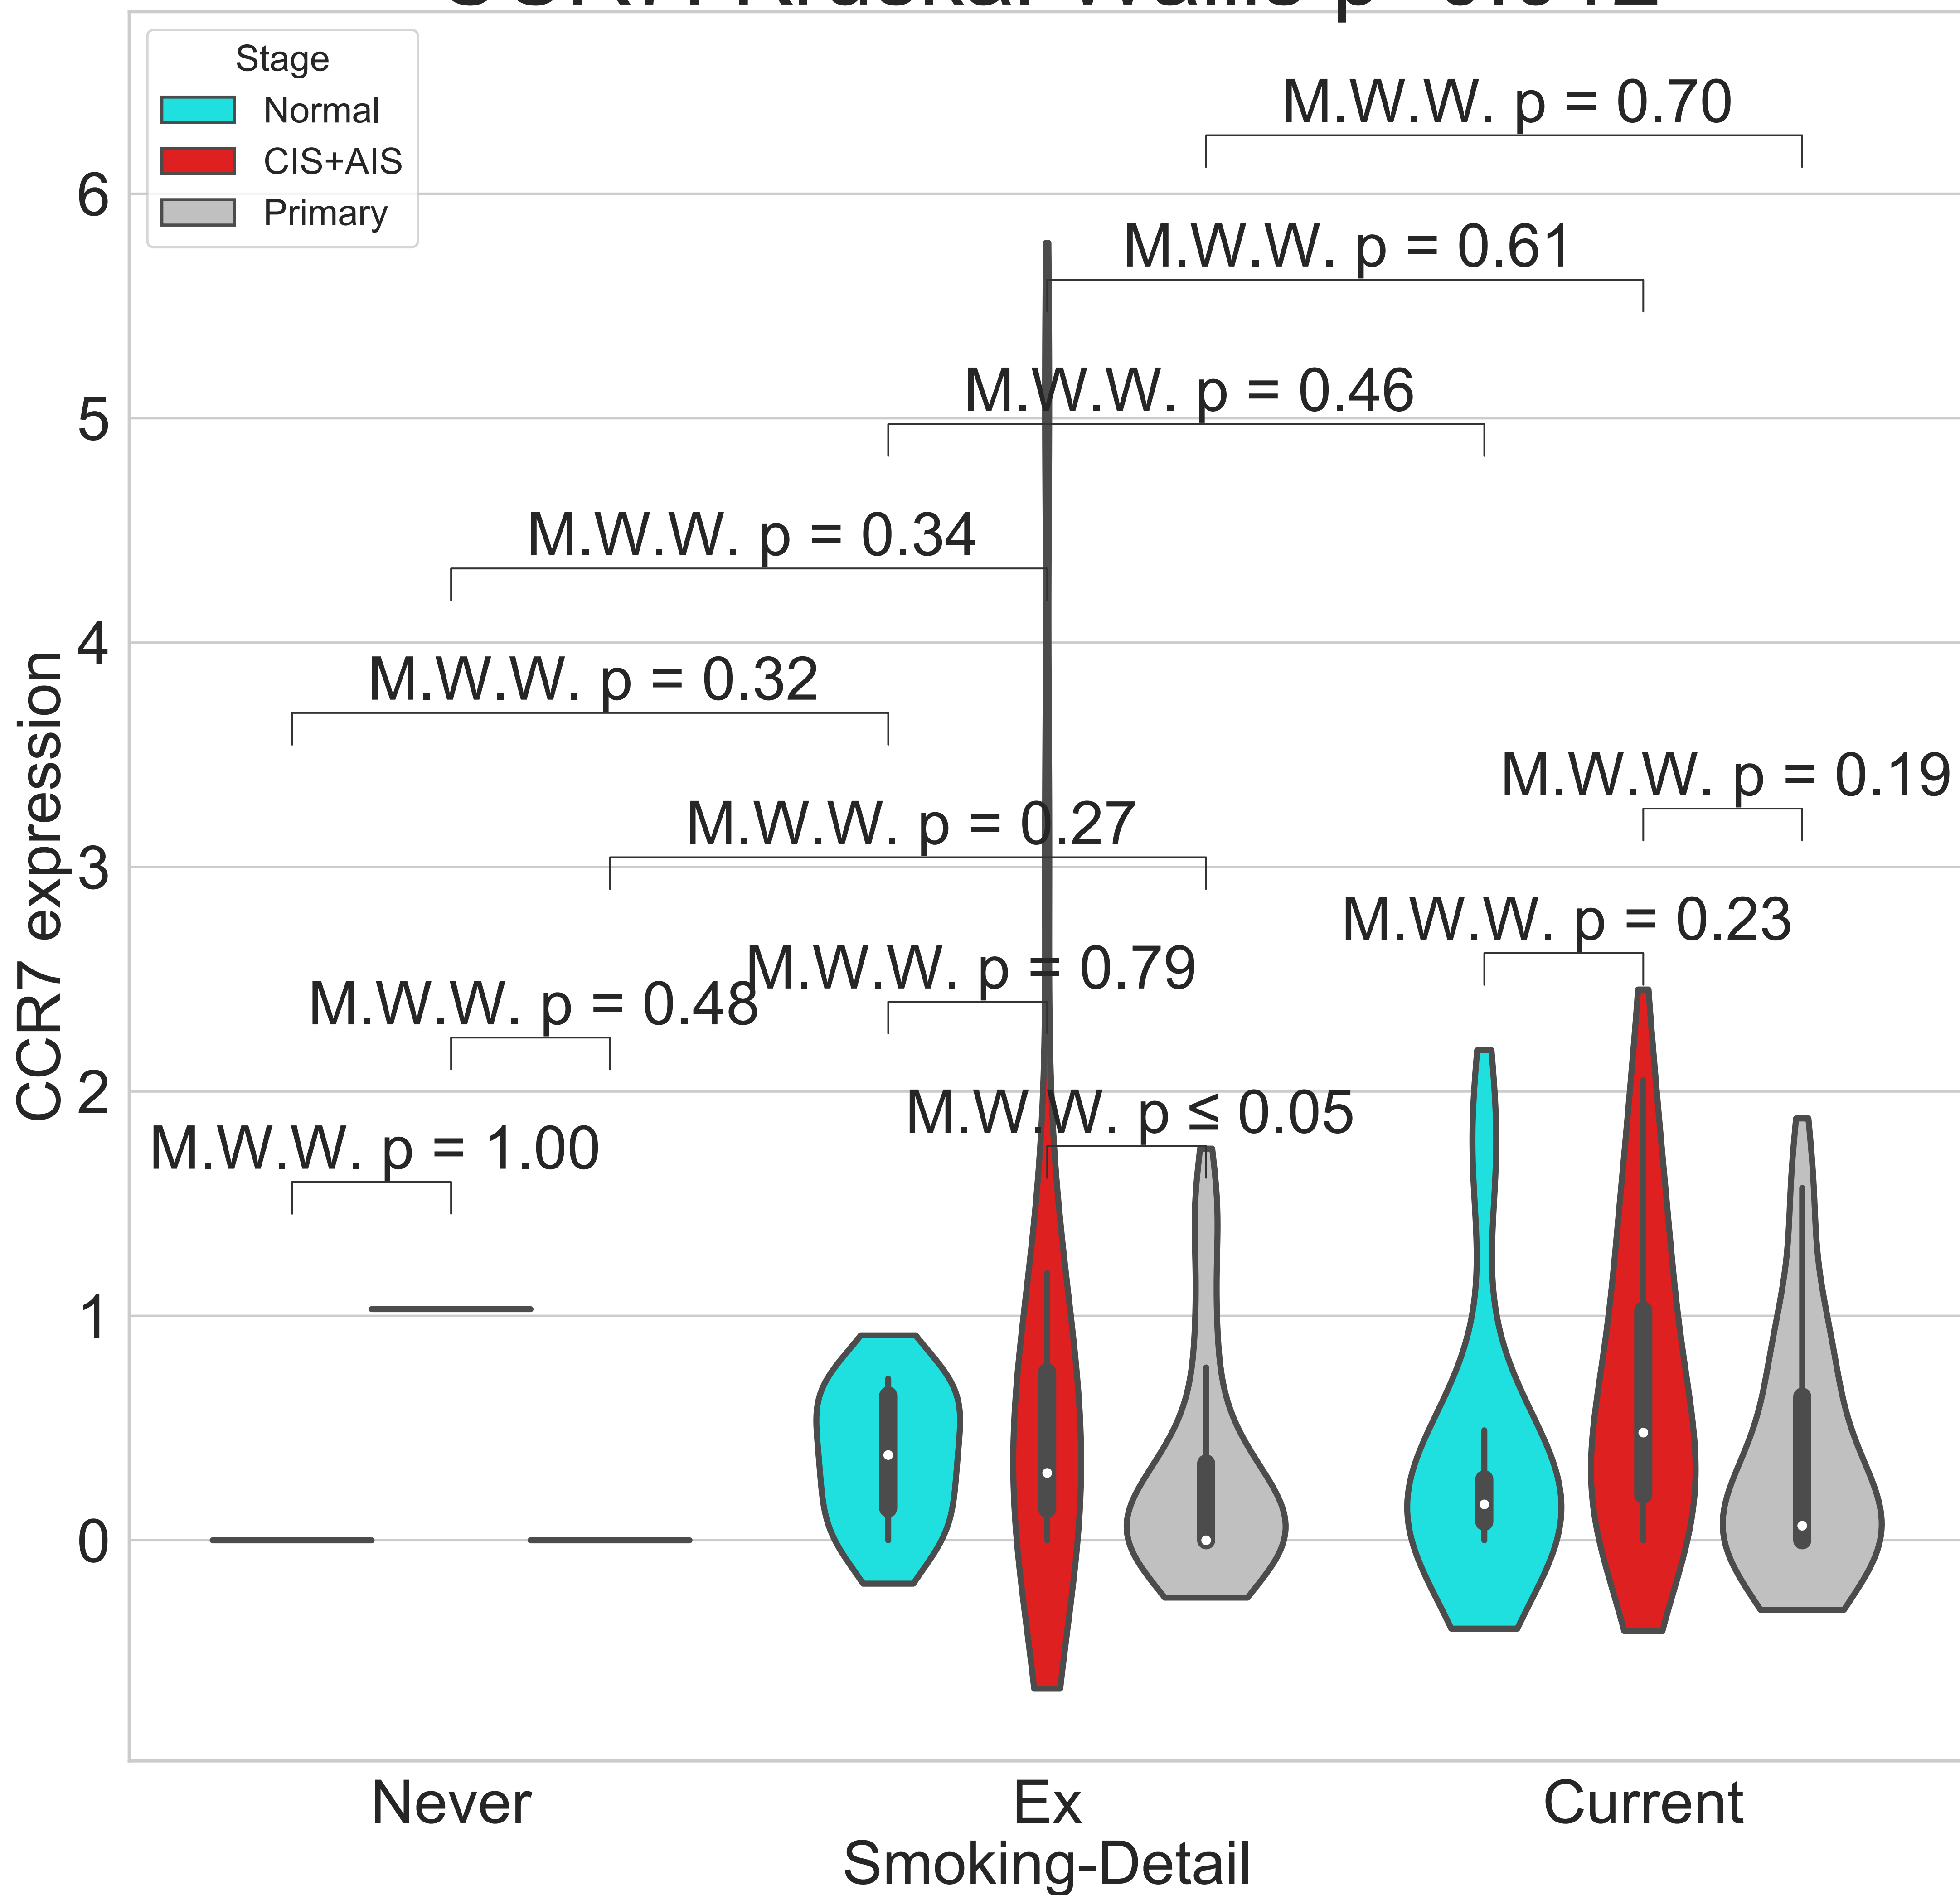 Stage
Normal
CIS+AIS
Primary
M.W.W. p = 0.70
6
M.W.W. p = 0.61
M.W.W. p = 0.46
5
M.W.W. p = 0.34
4
M.W.W. p = 0.32
M.W.W. p = 0.19
M.W.W. p = 0.27
3
M.W.W. p = 0.23
M.W.W. p = 0.79
M.W.W. p = 0.48
2
M.W.W. p ≤ 0.05
M.W.W. p = 1.00
1
0
CCR7 expression
Never Ex Current
Smoking-Detail